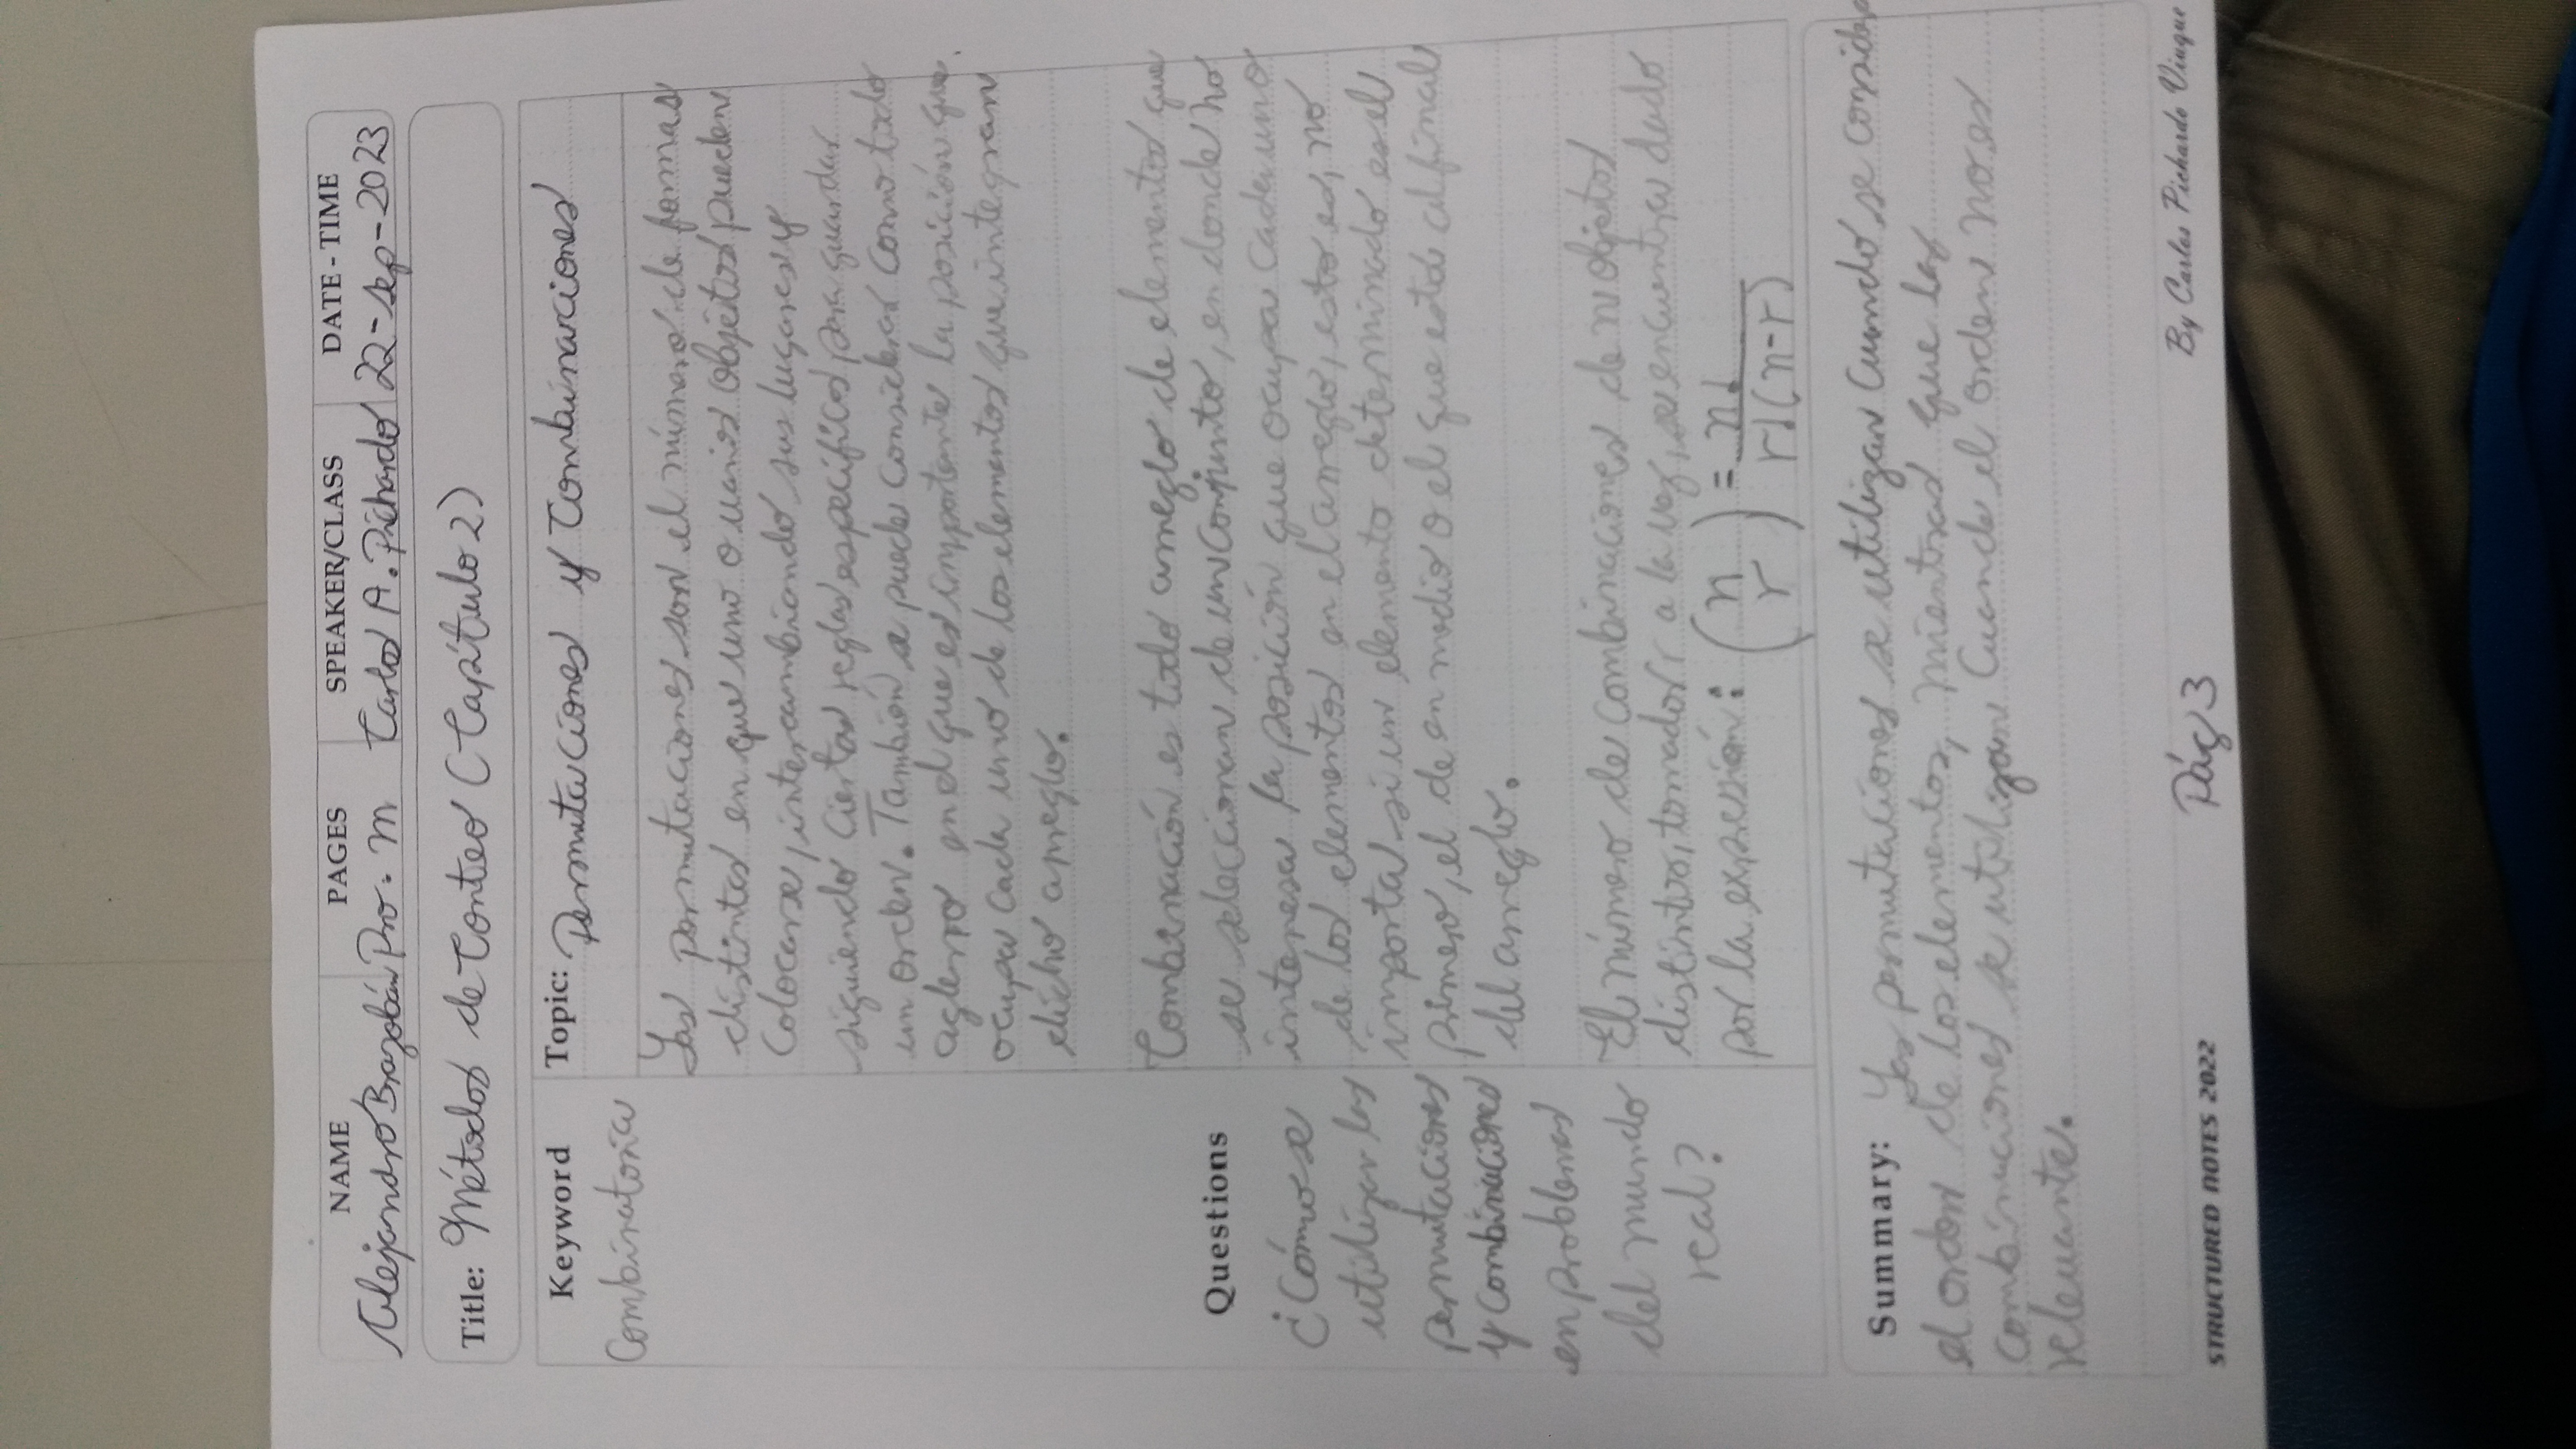 NAME PAGES SPEAKER/CLASS DATE - TIME
Alejandro Brazobán Pro. M Carlos A. Pichardo 22-sep-2023
Title: Métodos de Conteo (Capítulo 2)
Keyword
Combinatoria
Topic: Permutaciones y Combinaciones
Las permutaciones son el número de formas
distintas en que uno o varios objetos pueden
colocarse, intercambiando sus lugares y
siguiendo ciertas reglas específicas para guardar
un orden. También se puede considerar como todo
en el que es importante la posición que
ocupa cada uno de los elementos que integran
dicho arreglo.
Combinación es todo arreglo de elementos que
se seleccionan de un conjunto, en donde no
interesa la posición que ocupa cada uno
de los elementos en el arreglo, esto es, no
importa si un elemento determinado es el
primero, el de en medio o el que está al final
del arreglo.
El número de combinaciones de n objetos
distintos, tomados r a la vez, se encuentra dado
por la expresión: (n r) = n! / r!(n-r)
Questions
¿Cómo se
utilizan las
permutaciones
y combinaciones
en problemas
del mundo
real?
Summary: Las permutaciones se utilizan cuando se
el orden de los elementos, mientras que las
combinaciones se utilizan cuando el orden no es
relevante.
STRUCTURED NOTES 2022 Pág 3 By Carlos Pichardo Viuque